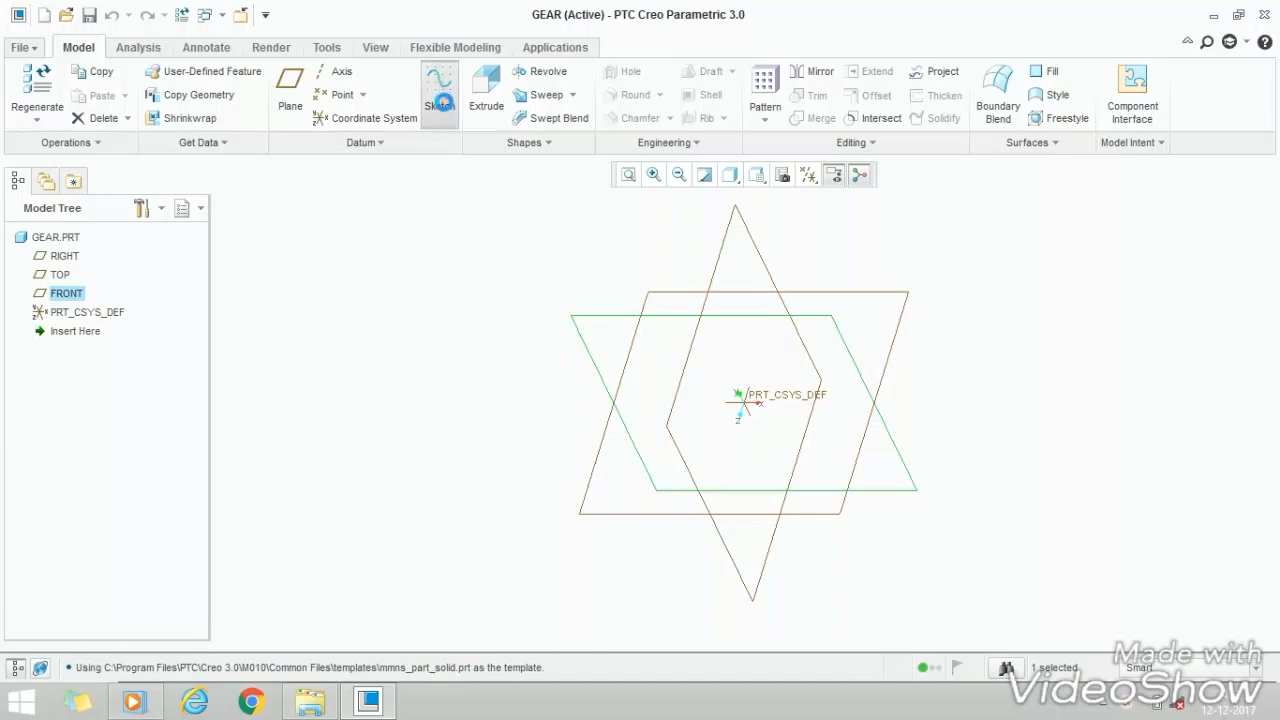 GEAR (Active) - PTC Creo Parametric 3.0
File Model Analysis Annotate Render Tools View Flexible Modeling Applications
Regenerate Copy Paste Delete
User-Defined Feature Copy Geometry Shrinkwrap
Plane Axis Point Coordinate System
Extrude Revolve Sweep Swept Blend
Hole Round Chamfer Draft Shell Rib
Pattern Mirror Trim Merge Extend Offset Intersect Project Thicken Solidify
Boundary Blend Fill Style Freestyle
Component Interface
Operations Get Data Datum Shapes Engineering Editing Surfaces Model Intent
Model Tree
GEAR.PRT
RIGHT
TOP
FRONT
PRT_CSYS_DEF
Insert Here
PRT_CSYS_DEF
X
Z
• Using C:\Program Files\PTC\Creo 3.0\M010\Common Files\templates\mmns_part_solid.prt as the template.
1 selected
Smart
Made with
VideoShow
12-12-2017